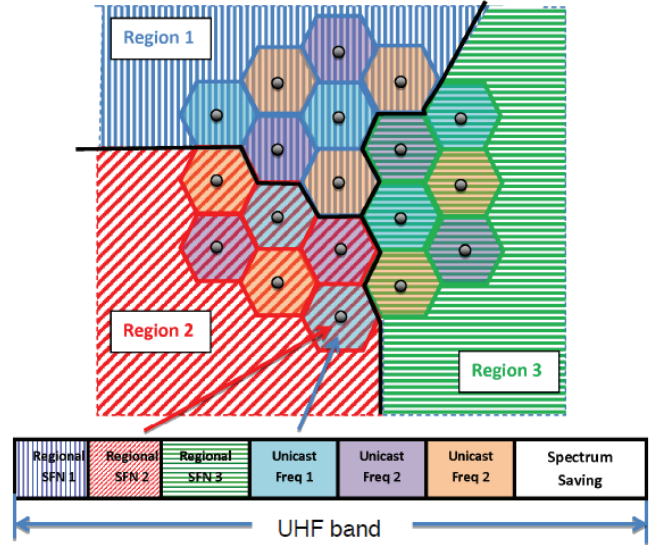 Region 1
Region 2
Region 3
Regional Regional Regional Unicast Unicast Unicast Spectrum
SFN 1 SFN 2 SFN 3 Freq 1 Freq 2 Freq 2 Saving
UHF band